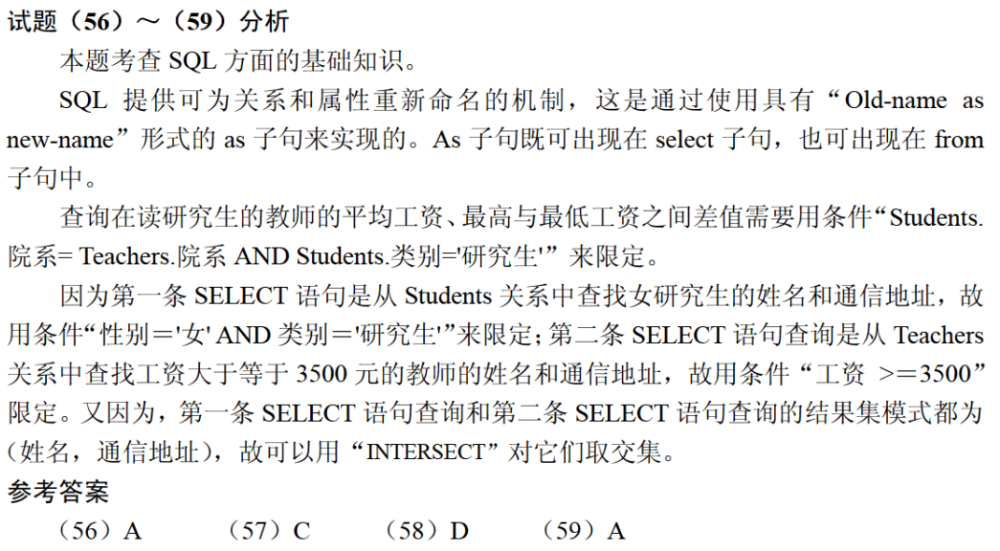 试题（56）～（59）分析
本题考查 SQL 方面的基础知识。
SQL 提供可为关系和属性重新命名的机制，这是通过使用具有“Old-name as
new-name”形式的 as 子句来实现的。As 子句既可出现在 select 子句，也可出现在 from
子句中。
查询在读研究生的教师的平均工资、最高与最低工资之间差值需要用条件“Students.
院系= Teachers.院系 AND Students.类别='研究生'” 来限定。
因为第一条 SELECT 语句是从 Students 关系中查找女研究生的姓名和通信地址，故
用条件“性别＝'女' AND 类别＝'研究生'”来限定；第二条 SELECT 语句查询是从 Teachers
关系中查找工资大于等于 3500 元的教师的姓名和通信地址，故用条件“工资 >＝3500”
限定。又因为，第一条 SELECT 语句查询和第二条 SELECT 语句查询的结果集模式都为
（姓名，通信地址），故可以用“INTERSECT”对它们取交集。
参考答案
（56）A （57）C （58）D （59）A